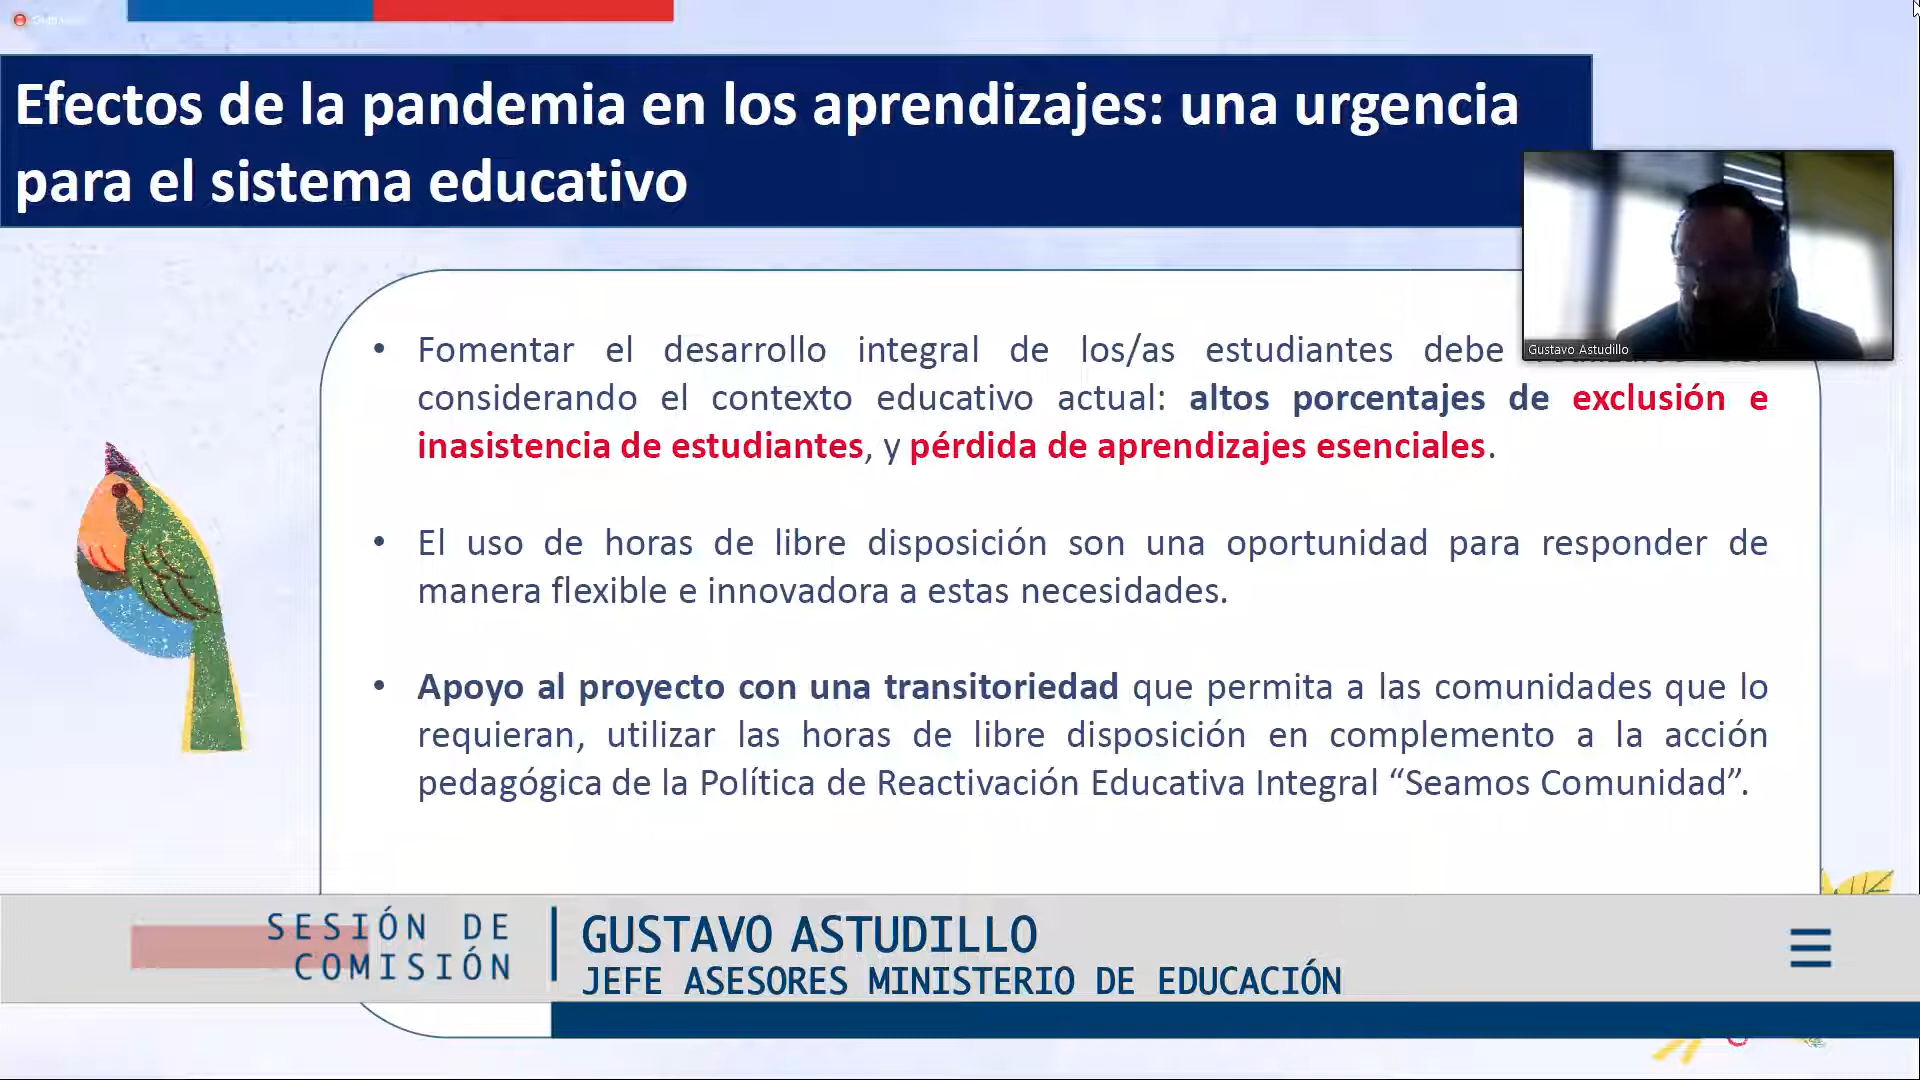 Efectos de la pandemia en los aprendizajes: una urgencia
para el sistema educativo
Gustavo Astudillo
• Fomentar el desarrollo integral de los/as estudiantes debe
considerando el contexto educativo actual: altos porcentajes de exclusión e
inasistencia de estudiantes, y pérdida de aprendizajes esenciales.
• El uso de horas de libre disposición son una oportunidad para responder de
manera flexible e innovadora a estas necesidades.
• Apoyo al proyecto con una transitoriedad que permita a las comunidades que lo
requieran, utilizar las horas de libre disposición en complemento a la acción
pedagógica de la Política de Reactivación Educativa Integral “Seamos Comunidad”.
SESIÓN DE
COMISIÓN
GUSTAVO ASTUDILLO
JEFE ASESORES MINISTERIO DE EDUCACIÓN